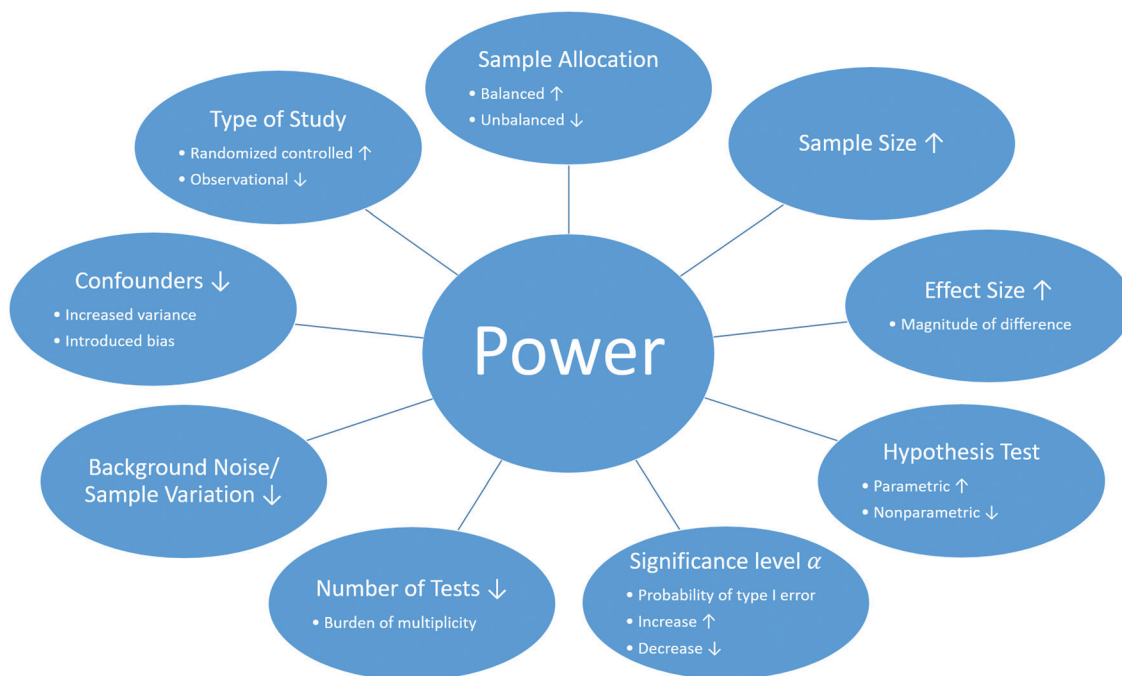 Sample Allocation
• Balanced ↑
• Unbalanced ↓
Type of Study
• Randomized controlled ↑
• Observational ↓
Sample Size ↑
Confounders ↓
• Increased variance
• Introduced bias
Effect Size ↑
• Magnitude of difference
Power
Background Noise/
Sample Variation ↓
Hypothesis Test
• Parametric ↑
• Nonparametric ↓
Number of Tests ↓
• Burden of multiplicity
Significance level α
• Probability of type I error
• Increase ↑
• Decrease ↓